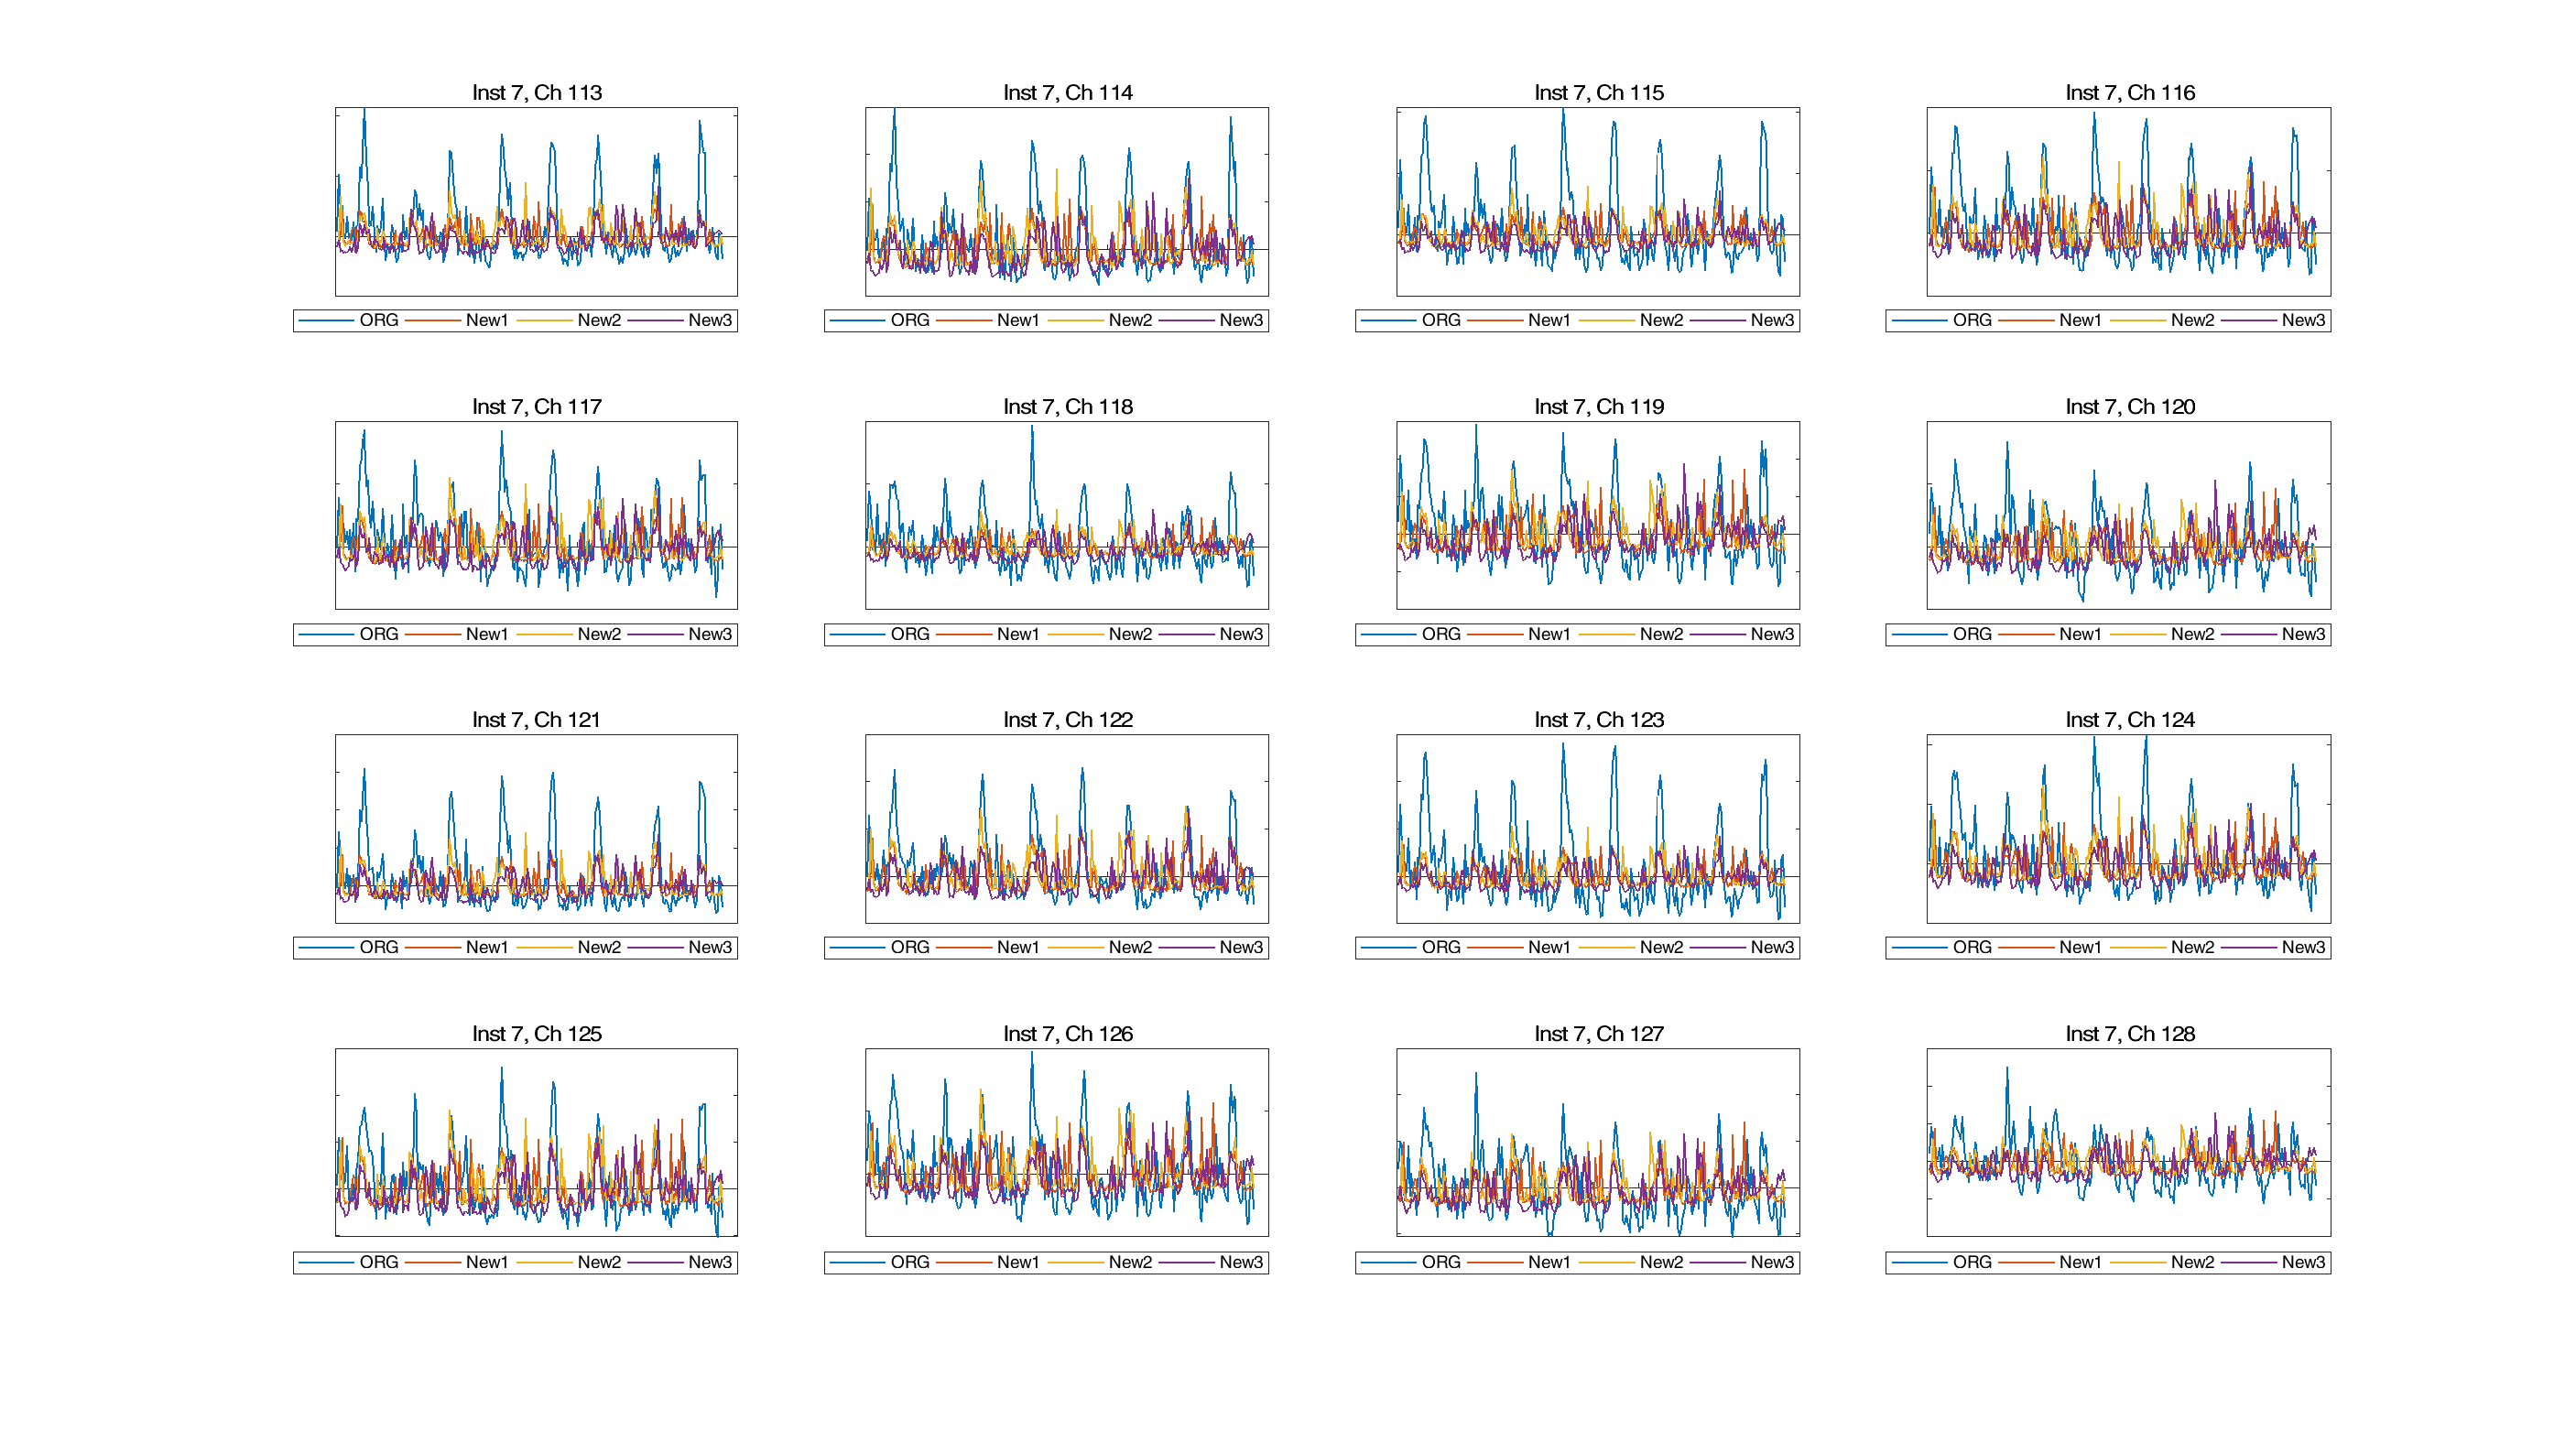 Inst 7, Ch 113
Inst 7, Ch 114
Inst 7, Ch 115
Inst 7, Ch 116
ORG New1 New2 New3
ORG New1 New2 New3
ORG New1 New2 New3
ORG New1 New2 New3
Inst 7, Ch 117
Inst 7, Ch 118
Inst 7, Ch 119
Inst 7, Ch 120
ORG New1 New2 New3
ORG New1 New2 New3
ORG New1 New2 New3
ORG New1 New2 New3
Inst 7, Ch 121
Inst 7, Ch 122
Inst 7, Ch 123
Inst 7, Ch 124
ORG New1 New2 New3
ORG New1 New2 New3
ORG New1 New2 New3
ORG New1 New2 New3
Inst 7, Ch 125
Inst 7, Ch 126
Inst 7, Ch 127
Inst 7, Ch 128
ORG New1 New2 New3
ORG New1 New2 New3
ORG New1 New2 New3
ORG New1 New2 New3